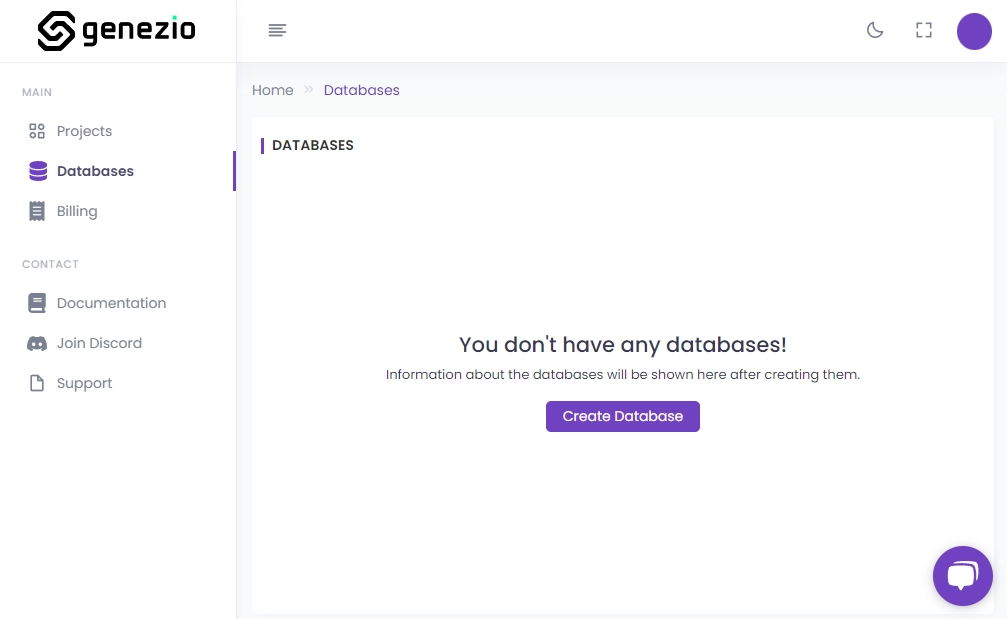 genezio
MAIN
Projects
Databases
Billing
CONTACT
Documentation
Join Discord
Support
Home » Databases
DATABASES
You don't have any databases!
Information about the databases will be shown here after creating them.
Create Database